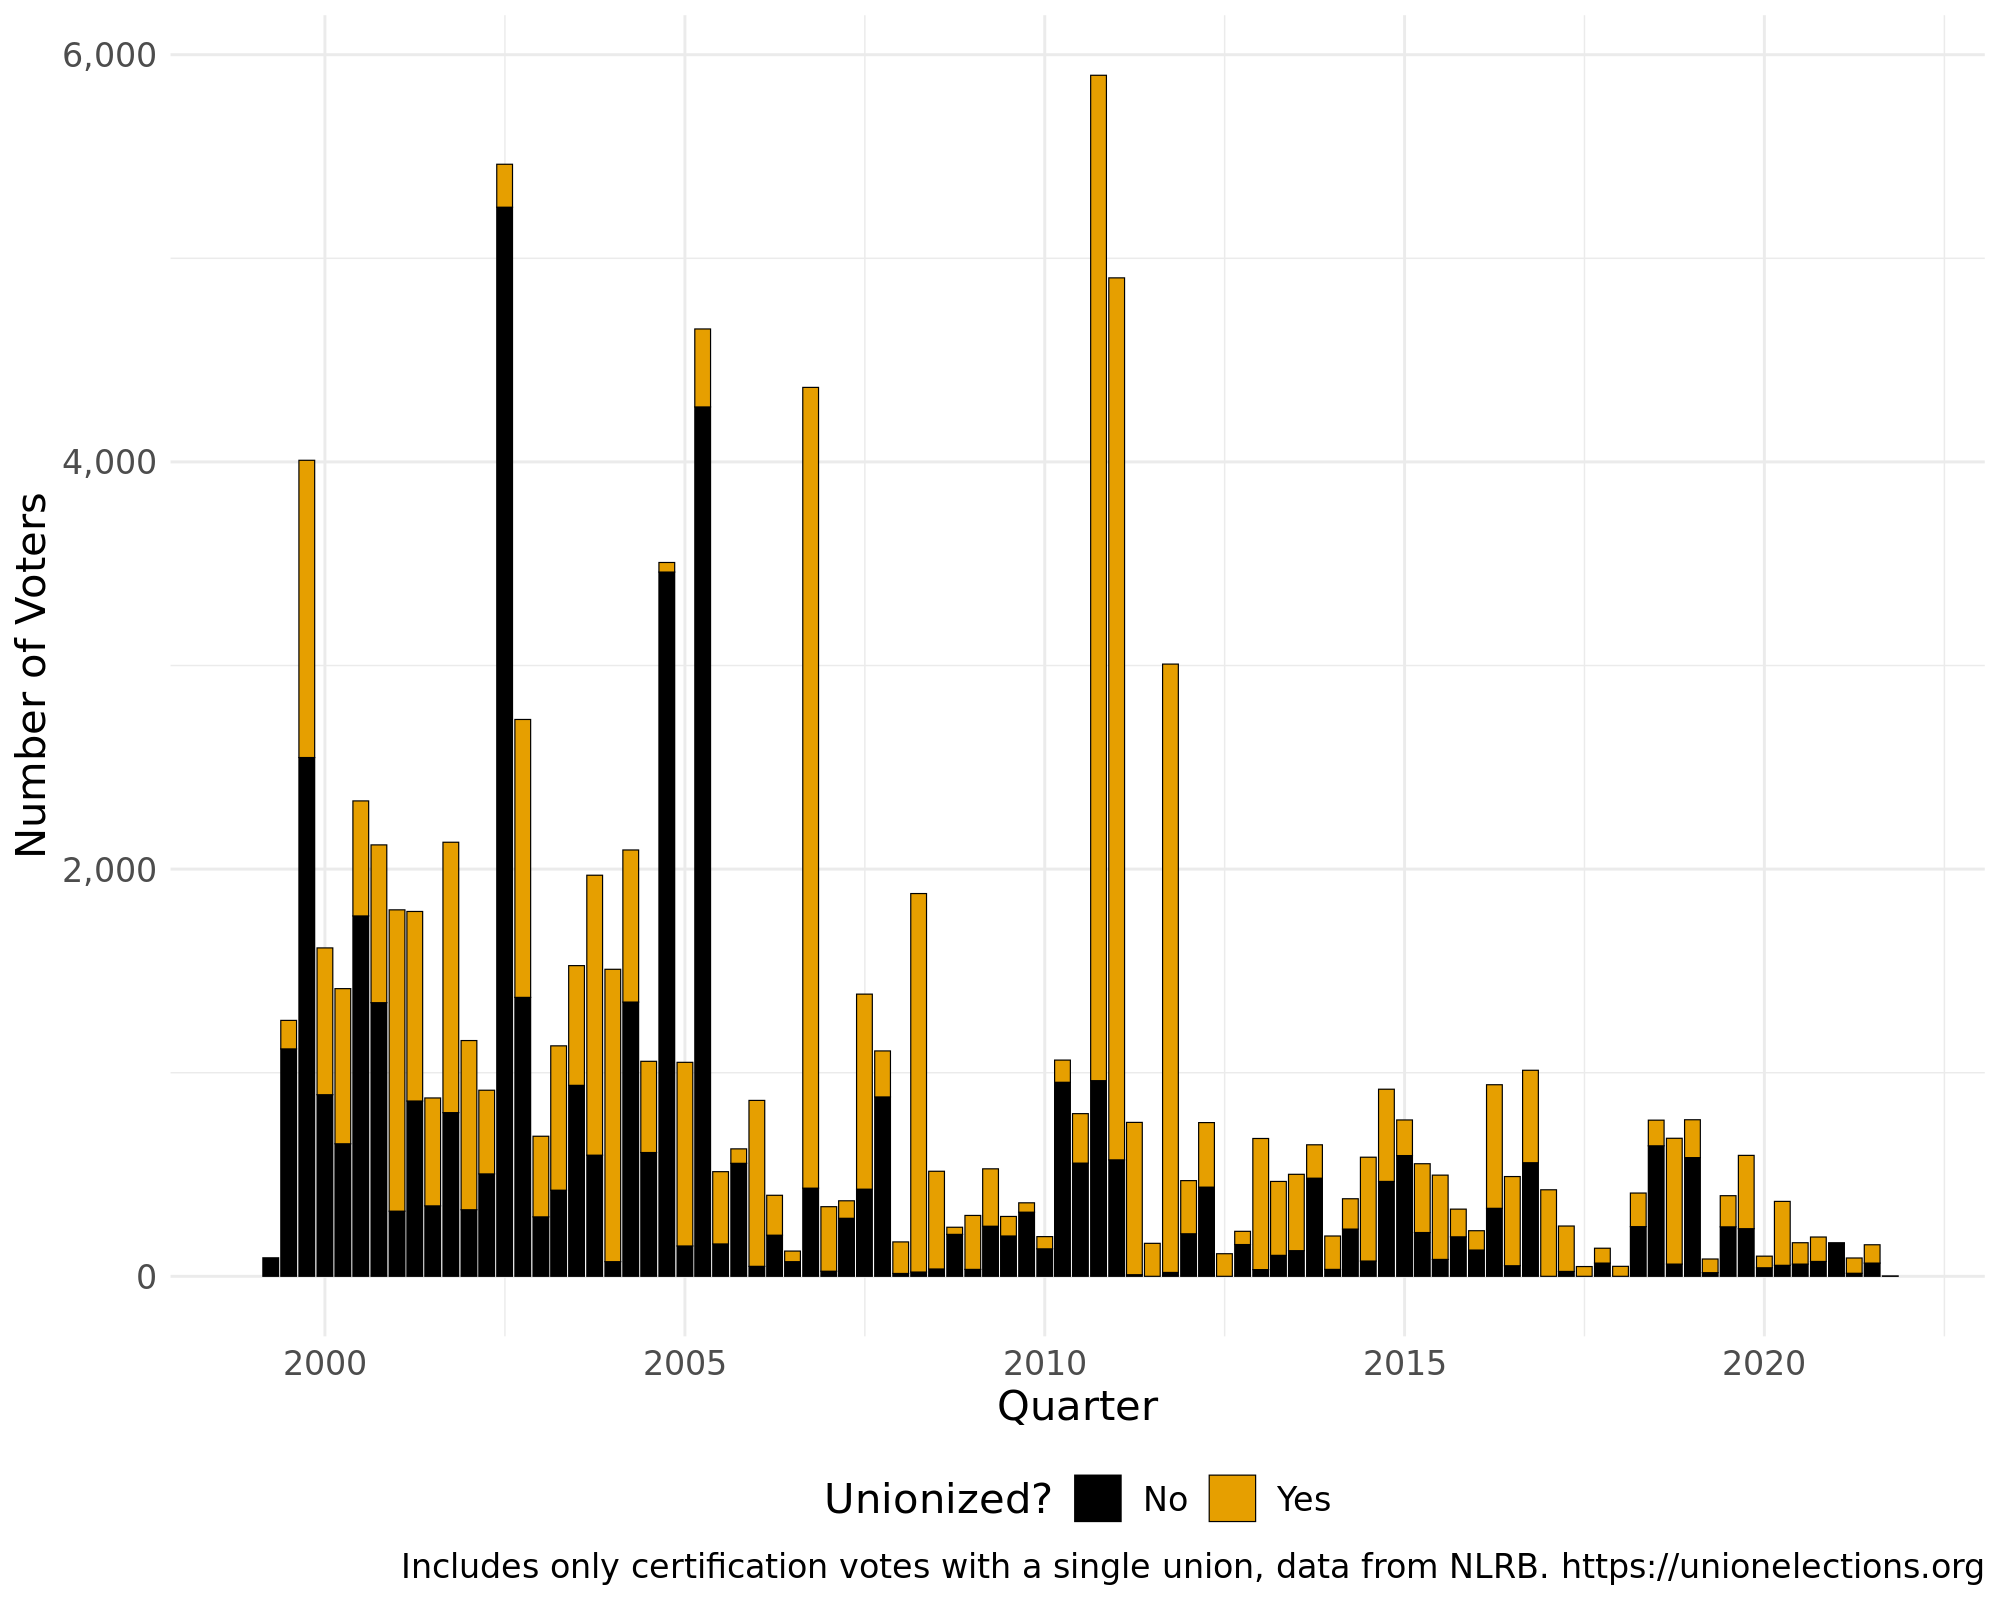 6,000
4,000
2,000
0
Number of Voters
2000 2005 2010 2015 2020
Quarter
Unionized? No Yes
Includes only certification votes with a single union, data from NLRB. https://unionelections.org